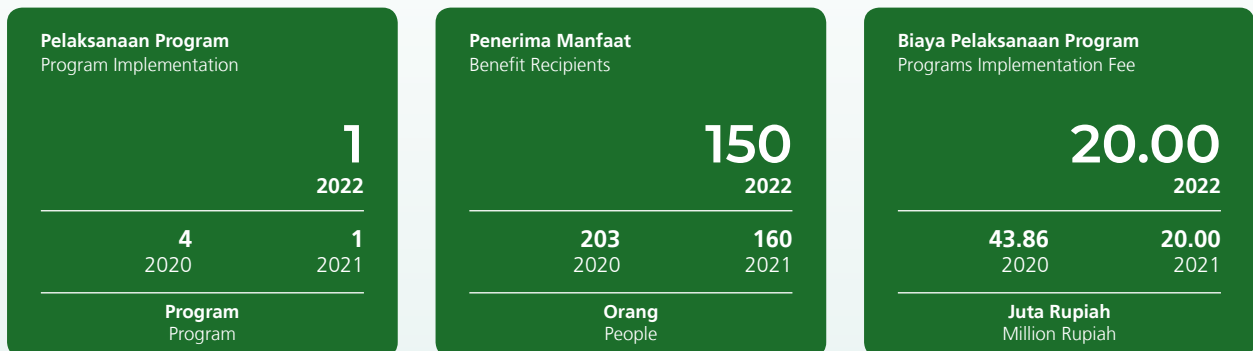 Pelaksanaan Program
Program Implementation
1
2022
4 1
2020 2021
Program
Program
Penerima Manfaat
Benefit Recipients
150
2022
203 160
2020 2021
Orang
People
Biaya Pelaksanaan Program
Programs Implementation Fee
20.00
2022
43.86 20.00
2020 2021
Juta Rupiah
Million Rupiah